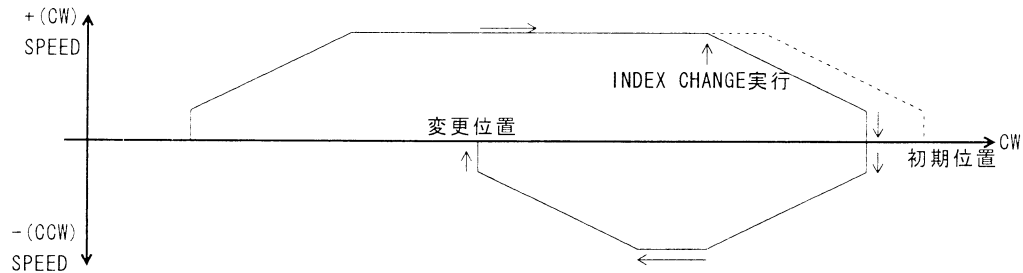 +(CW)
SPEED
INDEX CHANGE実行
変更位置
CW
初期位置
-(CCW)
SPEED